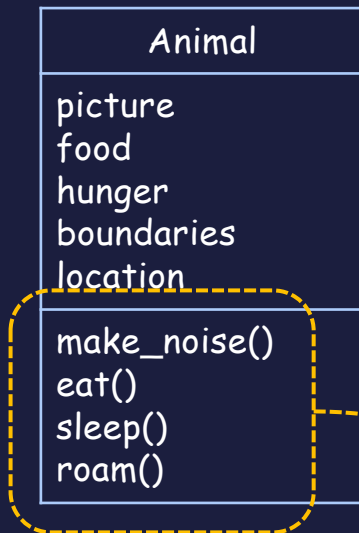 Animal
picture
food
hunger
boundaries
location
make_noise()
eat()
sleep()
roam()